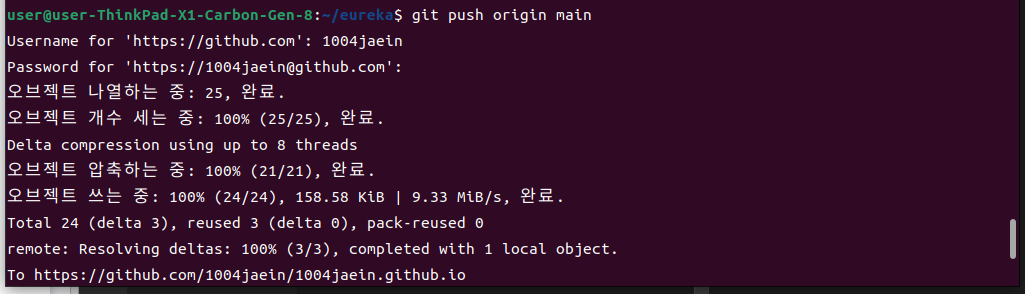 user@user-ThinkPad-X1-Carbon-Gen-8:~/eureka$ git push origin main
Username for 'https://github.com': 1004jaein
Password for 'https://1004jaein@github.com':
오브젝트 나열하는 중: 25, 완료.
오브젝트 개수 세는 중: 100% (25/25), 완료.
Delta compression using up to 8 threads
오브젝트 압축하는 중: 100% (21/21), 완료.
오브젝트 쓰는 중: 100% (24/24), 158.58 KiB | 9.33 MiB/s, 완료.
Total 24 (delta 3), reused 3 (delta 0), pack-reused 0
remote: Resolving deltas: 100% (3/3), completed with 1 local object.
To https://github.com/1004jaein/1004jaein.github.io